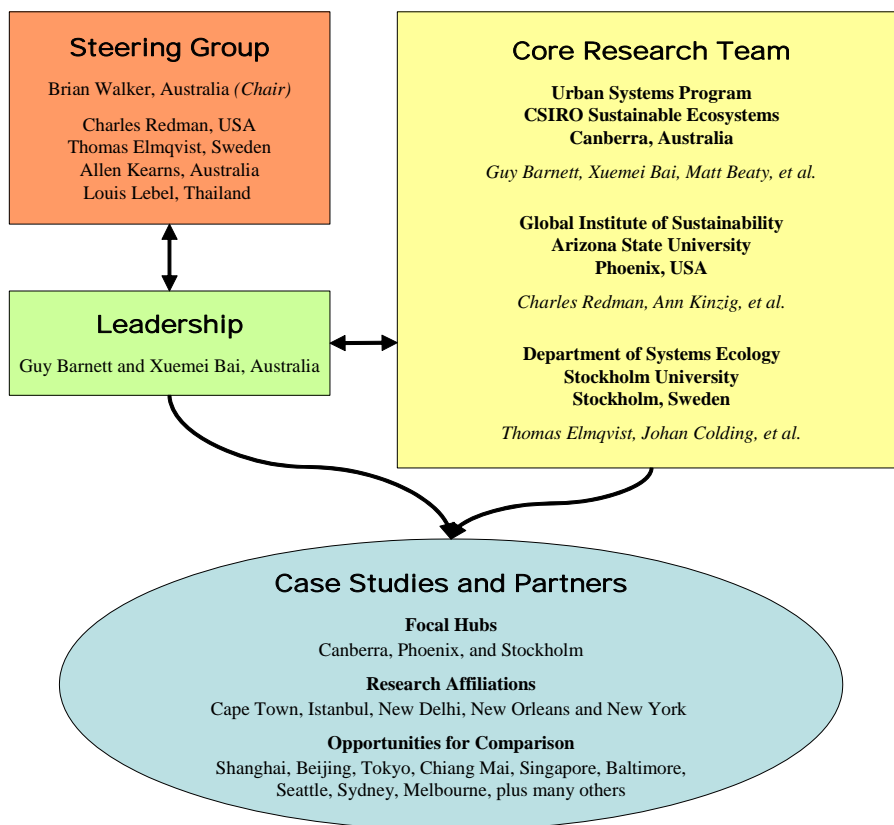 Steering Group
Brian Walker, Australia (Chair)
Charles Redman, USA
Thomas Elmqvist, Sweden
Allen Kearns, Australia
Louis Lebel, Thailand
Leadership
Guy Barnett and Xuemei Bai, Australia
Core Research Team
Urban Systems Program
CSIRO Sustainable Ecosystems
Canberra, Australia
Guy Barnett, Xuemei Bai, Matt Beaty, et al.
Global Institute of Sustainability
Arizona State University
Phoenix, USA
Charles Redman, Ann Kinzig, et al.
Department of Systems Ecology
Stockholm University
Stockholm, Sweden
Thomas Elmqvist, Johan Colding, et al.
Case Studies and Partners
Focal Hubs
Canberra, Phoenix, and Stockholm
Research Affiliations
Cape Town, Istanbul, New Delhi, New Orleans and New York
Opportunities for Comparison
Shanghai, Beijing, Tokyo, Chiang Mai, Singapore, Baltimore,
Seattle, Sydney, Melbourne, plus many others